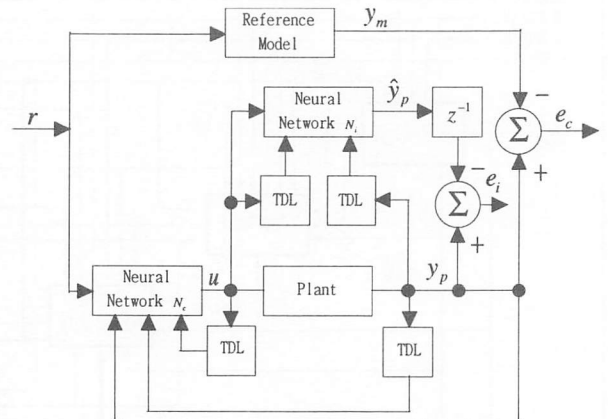 Reference
Model
y_m
r
Neural
Network N_i
ŷ_p
z⁻¹
−
Σ
e_c
+
TDL
TDL
−
Σ
e_i
+
Neural
Network N_c
u
Plant
y_p
TDL
TDL